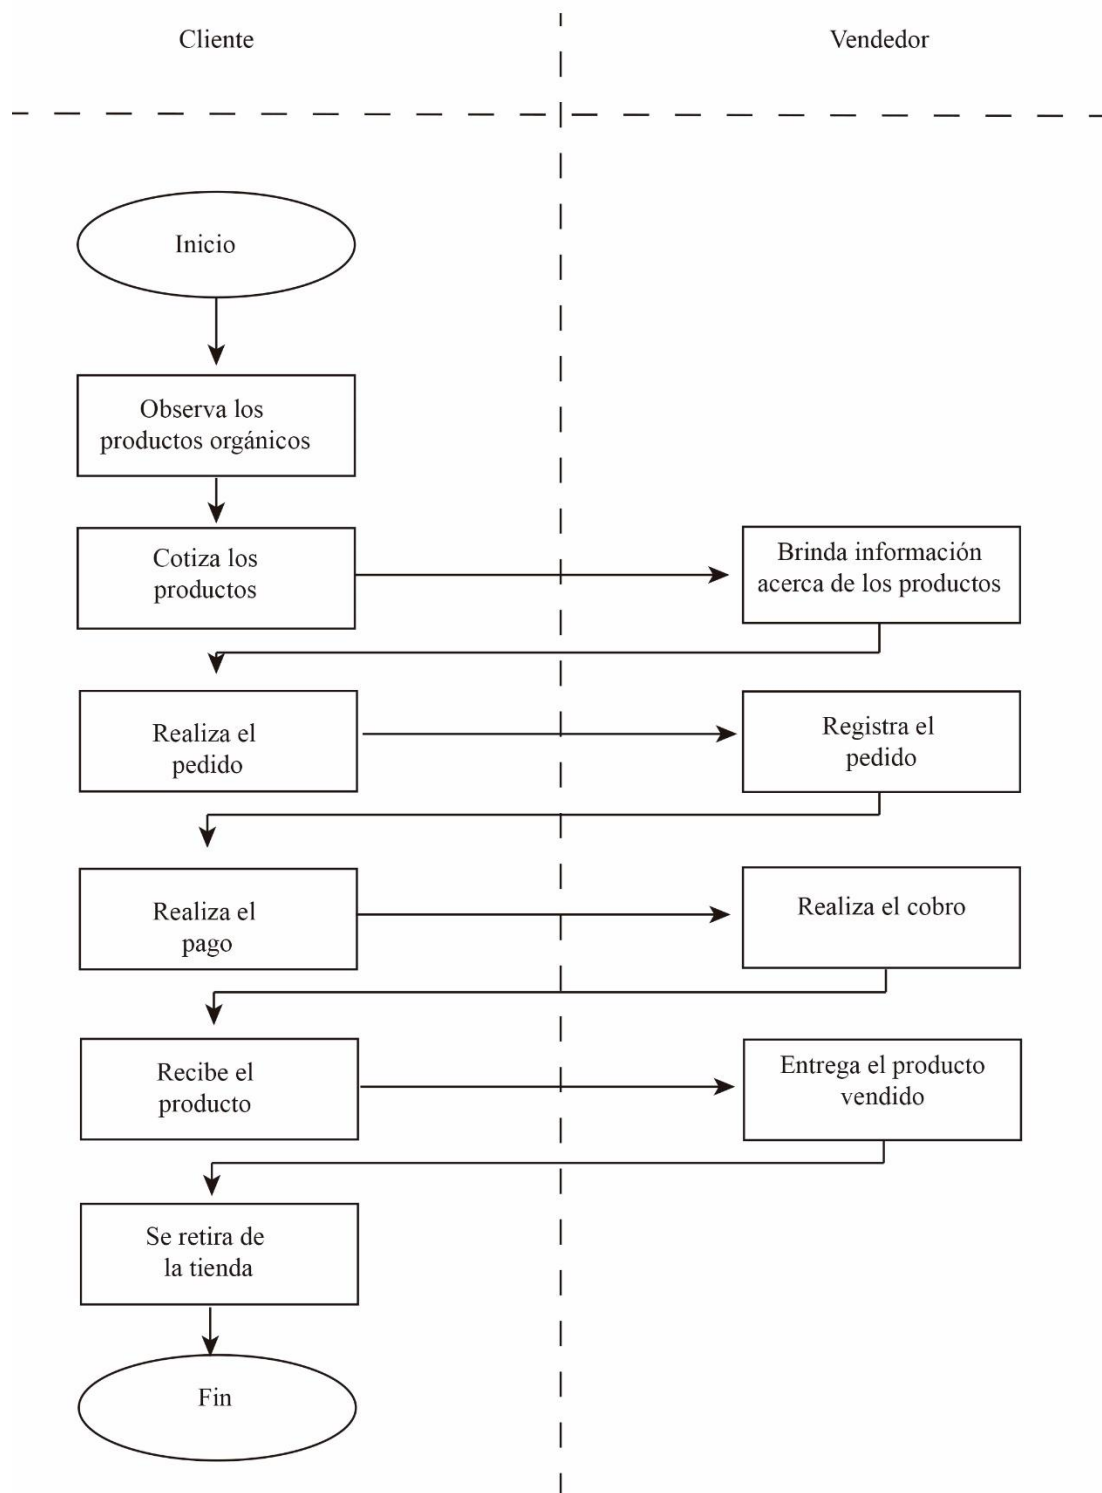 Cliente
Vendedor
Inicio
Observa los
productos orgánicos
Cotiza los
productos
Brinda información
acerca de los productos
Realiza el
pedido
Registra el
pedido
Realiza el
pago
Realiza el cobro
Recibe el
producto
Entrega el producto
vendido
Se retira de
la tienda
Fin